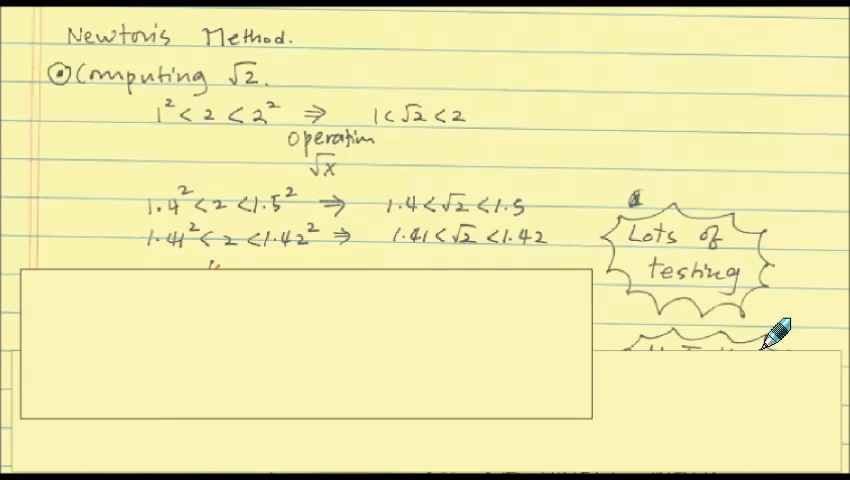 Newton's Method.
Computing √2.
1² < 2 < 2² ⇒ 1 < √2 < 2
operation
√x
1.4² < 2 < 1.5² ⇒ 1.4 < √2 < 1.5
1.41² < 2 < 1.42² ⇒ 1.41 < √2 < 1.42
Lots of
testing